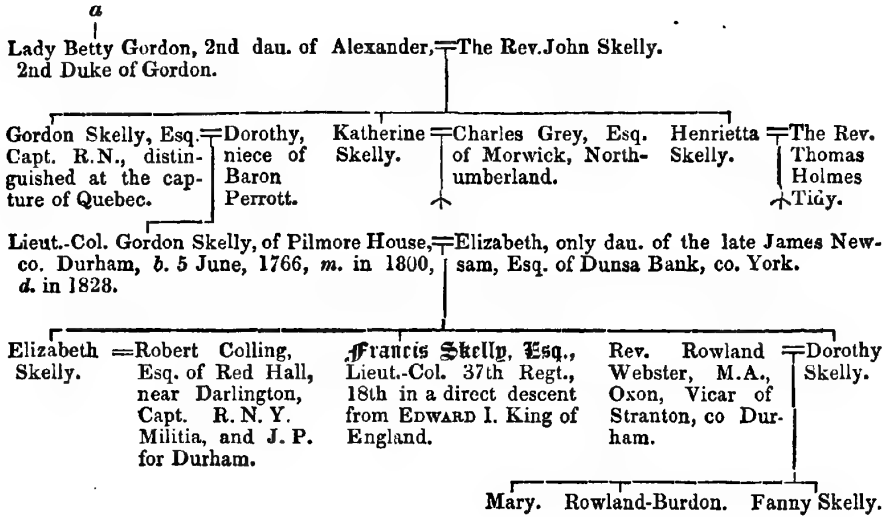 a
Lady Betty Gordon, 2nd dau. of Alexander,
2nd Duke of Gordon.
The Rev. John Skelly.
Gordon Skelly, Esq.
Capt. R.N., distin-
guished at the cap-
ture of Quebec.
Dorothy,
niece of
Baron
Perrott.
Katherine
Skelly.
Charles Grey, Esq.
of Morwick, North-
umberland.
Henrietta
Skelly.
The Rev.
Thomas
Holmes
Tidy.
Lieut.-Col. Gordon Skelly, of Pilmore House,
co. Durham, b. 5 June, 1766, m. in 1800,
d. in 1828.
Elizabeth, only dau. of the late James New-
sam, Esq. of Dunsa Bank, co. York.
Elizabeth
Skelly.
Robert Colling,
Esq. of Red Hall,
near Darlington,
Capt. R. N. Y.
Militia, and J. P.
for Durham.
Francis Skelly, Esq.,
Lieut.-Col. 37th Regt.,
18th in a direct descent
from EDWARD I. King of
England.
Rev. Rowland
Webster, M.A.,
Oxon, Vicar of
Stranton, co Dur-
ham.
Dorothy
Skelly.
Mary. Rowland-Burdon. Fanny Skelly.